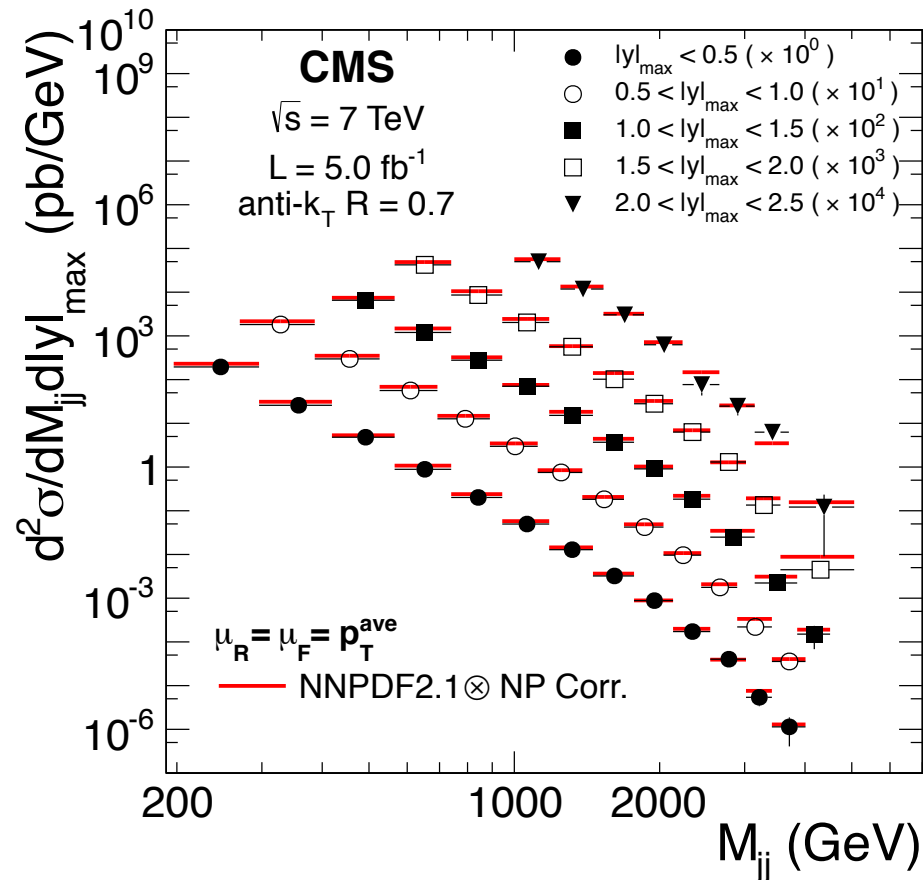 d²σ/dM_jj d|y|_max (pb/GeV)
10¹⁰
10⁹
10⁶
10³
1
10⁻³
10⁻⁶
CMS
√s = 7 TeV
L = 5.0 fb⁻¹
anti-k_T R = 0.7
|y|_max < 0.5 ( × 10⁰)
0.5 < |y|_max < 1.0 ( × 10¹)
1.0 < |y|_max < 1.5 ( × 10²)
1.5 < |y|_max < 2.0 ( × 10³)
2.0 < |y|_max < 2.5 ( × 10⁴)
μ_R = μ_F = p_T^ave
NNPDF2.1 ⊗ NP Corr.
200 1000 2000
M_jj (GeV)